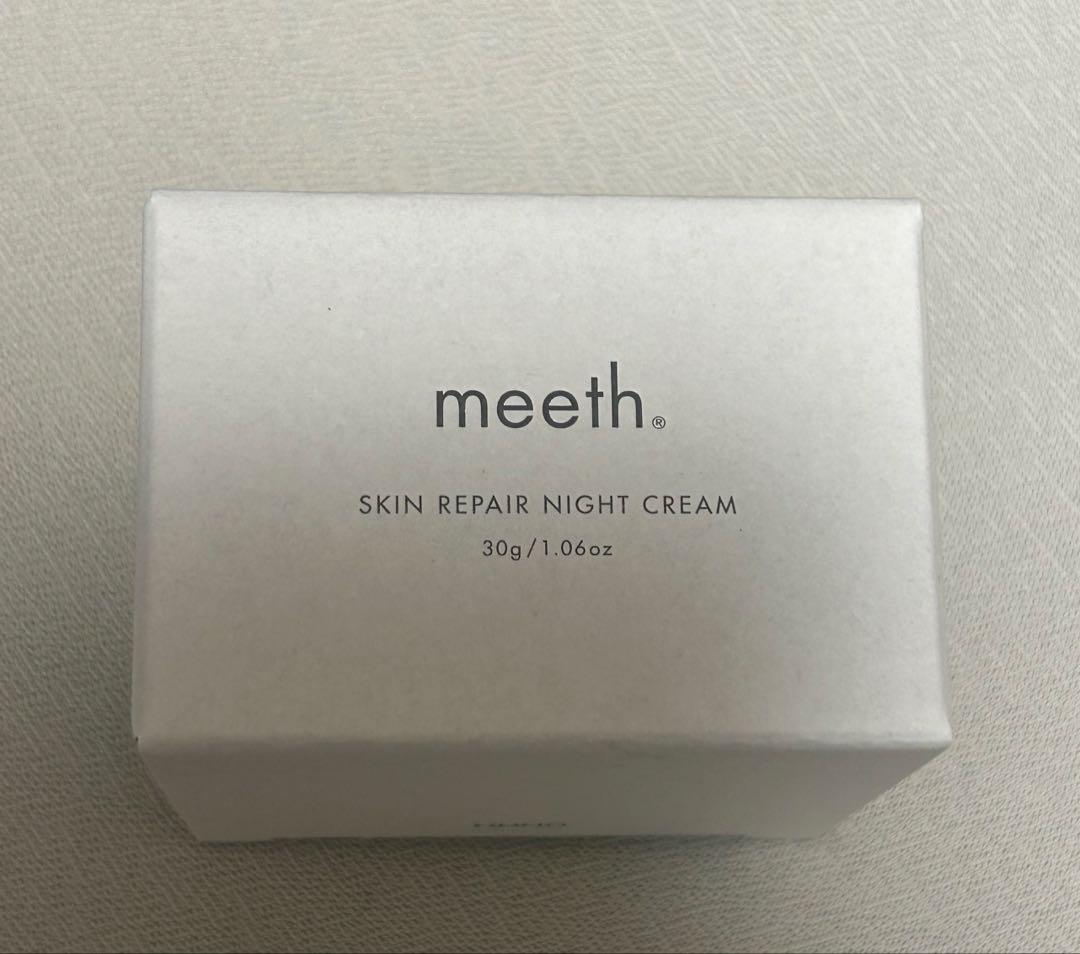 meeth®
SKIN REPAIR NIGHT CREAM
30g/1.06oz